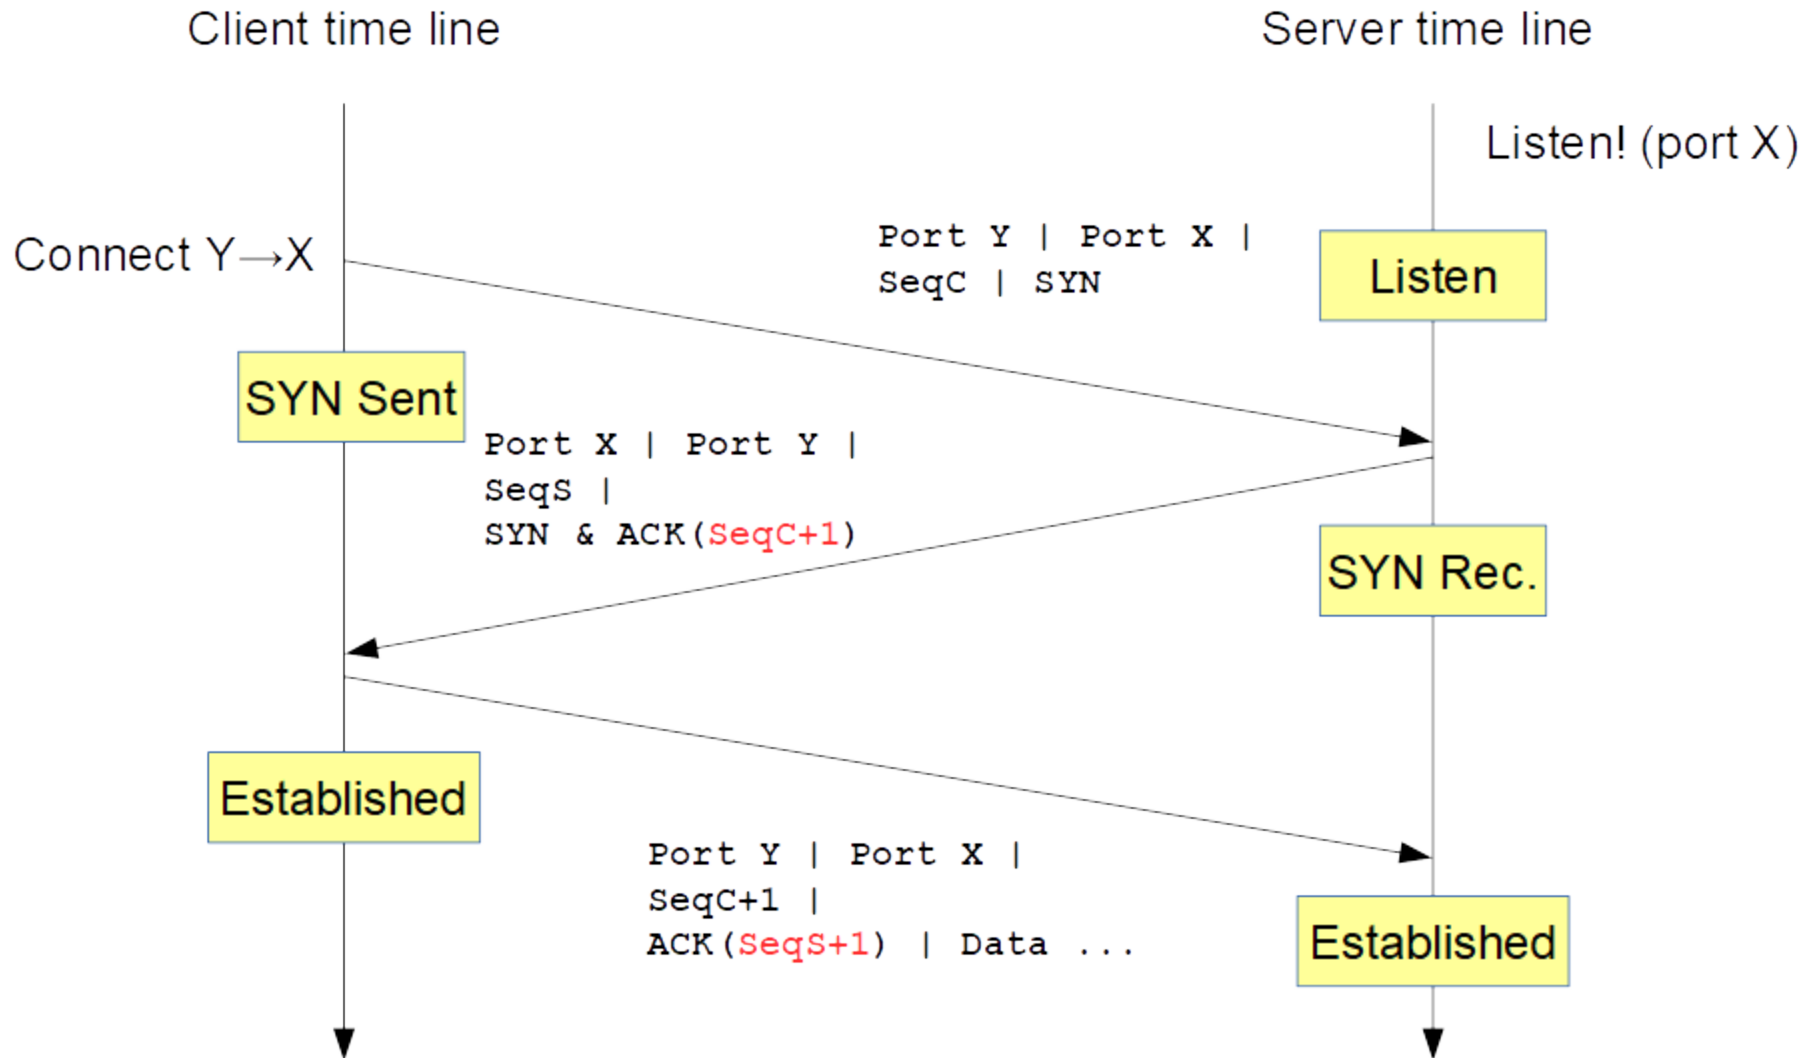 Client time line
Server time line
Listen! (port X)
Connect Y→X
Port Y | Port X |
SeqC | SYN
Listen
SYN Sent
Port X | Port Y |
SeqS |
SYN & ACK(SeqC+1)
SYN Rec.
Established
Port Y | Port X |
SeqC+1 |
ACK(SeqS+1) | Data ...
Established